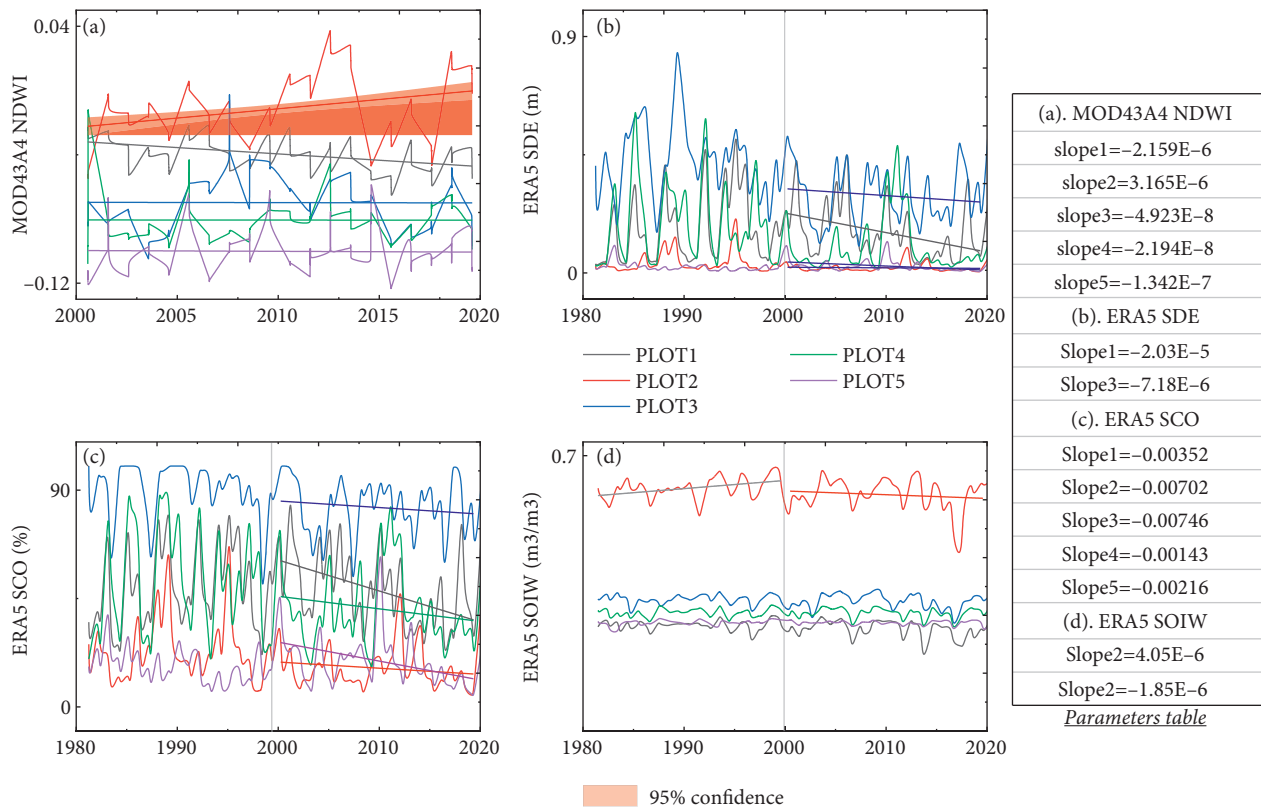 (a)
0.04
MOD43A4 NDWI
−0.12
2000
2005
2010
2015
2020
(b)
0.9
ERA5 SDE (m)
0
1980
1990
2000
2010
2020
PLOT1
PLOT2
PLOT3
PLOT4
PLOT5
(c)
90
ERA5 SCO (%)
0
1980
1990
2000
2010
2020
(d)
0.7
ERA5 SOIW (m3/m3)
1980
1990
2000
2010
2020
95% confidence
(a). MOD43A4 NDWI
slope1=−2.159E−6
slope2=3.165E−6
slope3=−4.923E−8
slope4=−2.194E−8
slope5=−1.342E−7
(b). ERA5 SDE
Slope1=−2.03E−5
Slope3=−7.18E−6
(c). ERA5 SCO
Slope1=−0.00352
Slope2=−0.00702
Slope3=−0.00746
Slope4=−0.00143
Slope5=−0.00216
(d). ERA5 SOIW
Slope2=4.05E−6
Slope2=−1.85E−6
Parameters table